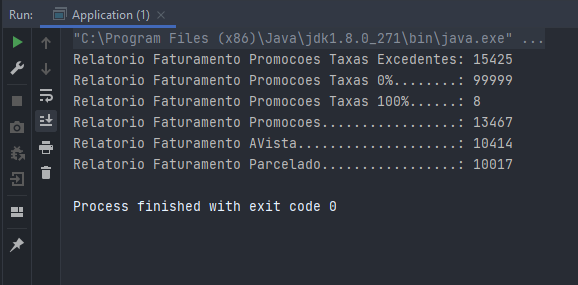 Run: Application (1) ×
"C:\Program Files (x86)\Java\jdk1.8.0_271\bin\java.exe" ...
Relatorio Faturamento Promocoes Taxas Excedentes: 15425
Relatorio Faturamento Promocoes Taxas 0%........: 99999
Relatorio Faturamento Promocoes Taxas 100%......: 8
Relatorio Faturamento Promocoes.................: 13467
Relatorio Faturamento AVista....................: 10414
Relatorio Faturamento Parcelado.................: 10017
Process finished with exit code 0